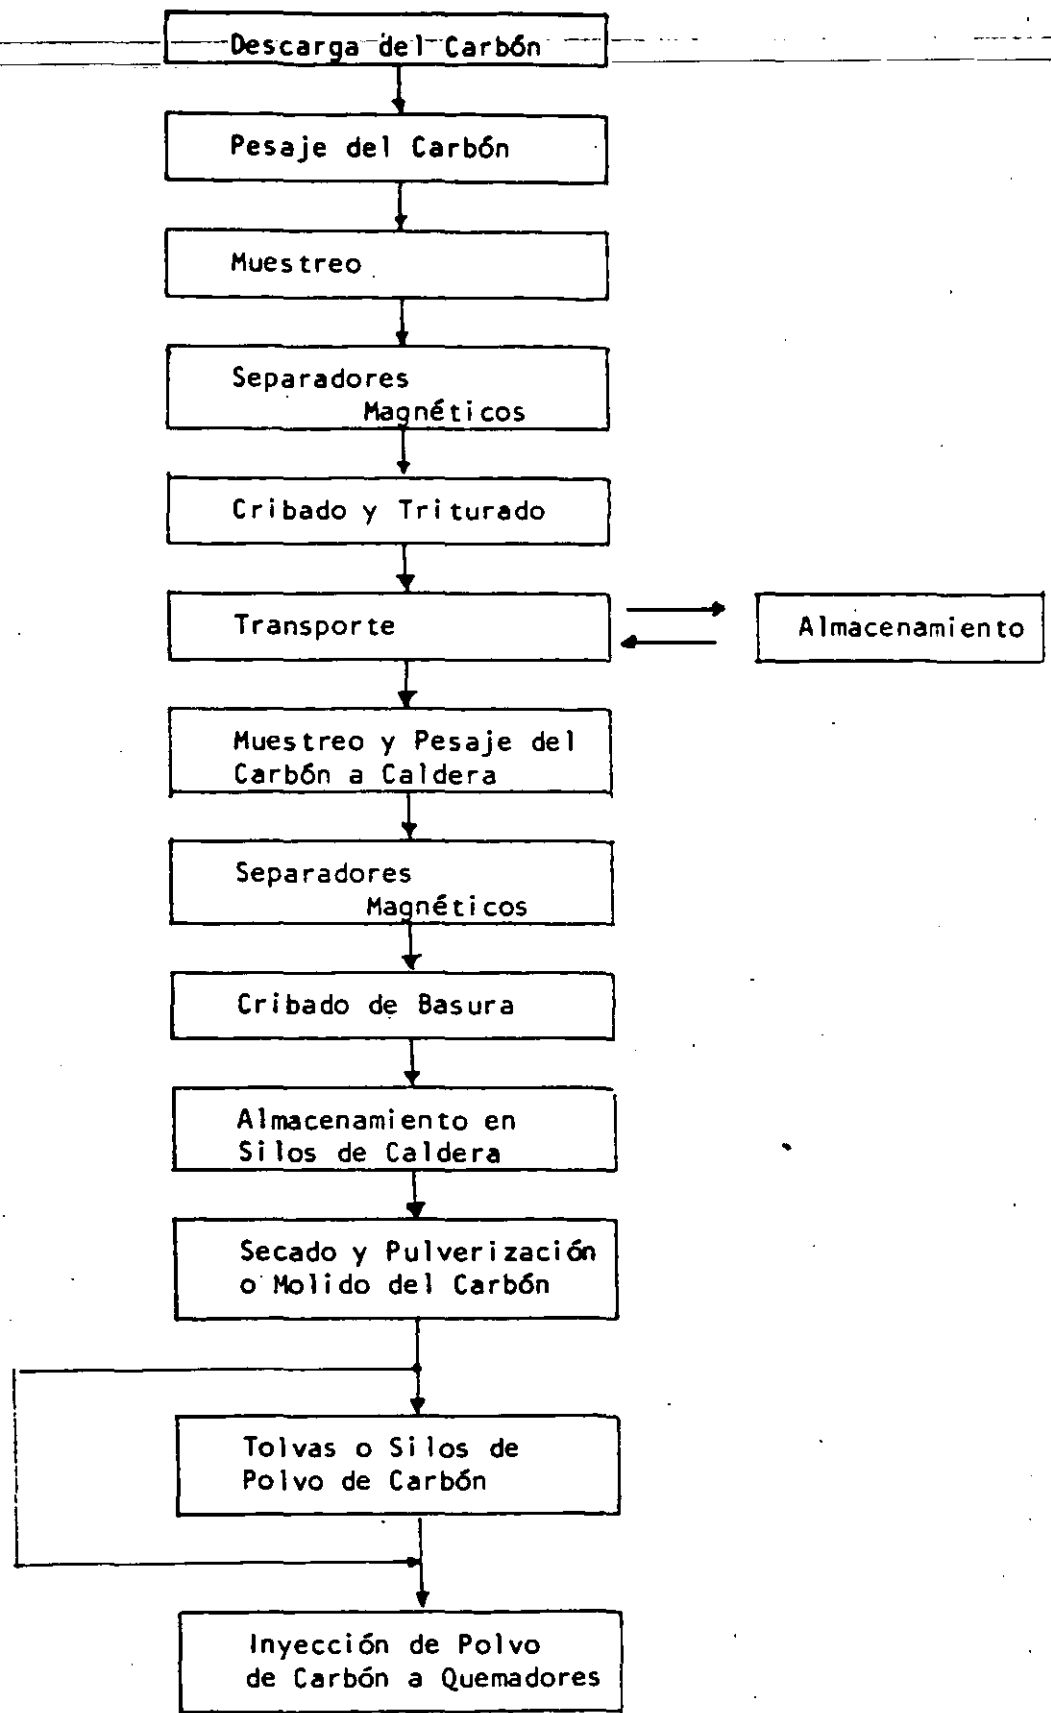 Descarga del Carbón
Pesaje del Carbón
Muestreo
Separadores
Magnéticos
Cribado y Triturado
Transporte
Almacenamiento
Muestreo y Pesaje del
Carbón a Caldera
Separadores
Magnéticos
Cribado de Basura
Almacenamiento en
Silos de Caldera
Secado y Pulverización
o Molido del Carbón
Tolvas o Silos de
Polvo de Carbón
Inyección de Polvo
de Carbón a Quemadores